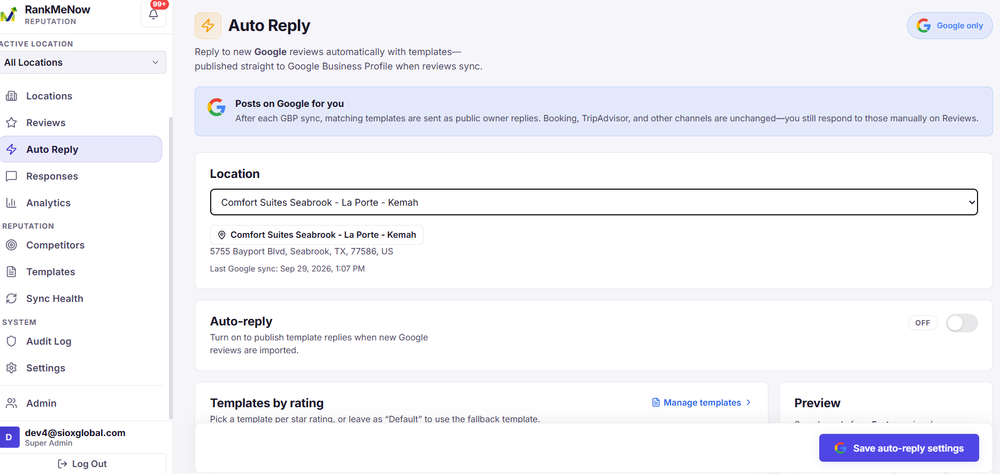 RankMeNow
REPUTATION
99+
ACTIVE LOCATION
All Locations
Locations
Reviews
Auto Reply
Responses
Analytics
REPUTATION
Competitors
Templates
Sync Health
SYSTEM
Audit Log
Settings
Admin
D
dev4@sioxglobal.com
Super Admin
Log Out
Auto Reply
Google only
Reply to new Google reviews automatically with templates—
published straight to Google Business Profile when reviews sync.
Posts on Google for you
After each GBP sync, matching templates are sent as public owner replies. Booking, TripAdvisor, and other channels are unchanged—you still respond to those manually on Reviews.
Location
Comfort Suites Seabrook - La Porte - Kemah
Comfort Suites Seabrook - La Porte - Kemah
5755 Bayport Blvd, Seabrook, TX, 77586, US
Last Google sync: Sep 29, 2026, 1:07 PM
Auto-reply
Turn on to publish template replies when new Google
reviews are imported.
OFF
Templates by rating
Manage templates
Pick a template per star rating, or leave as “Default” to use the fallback template.
Preview
Save auto-reply settings